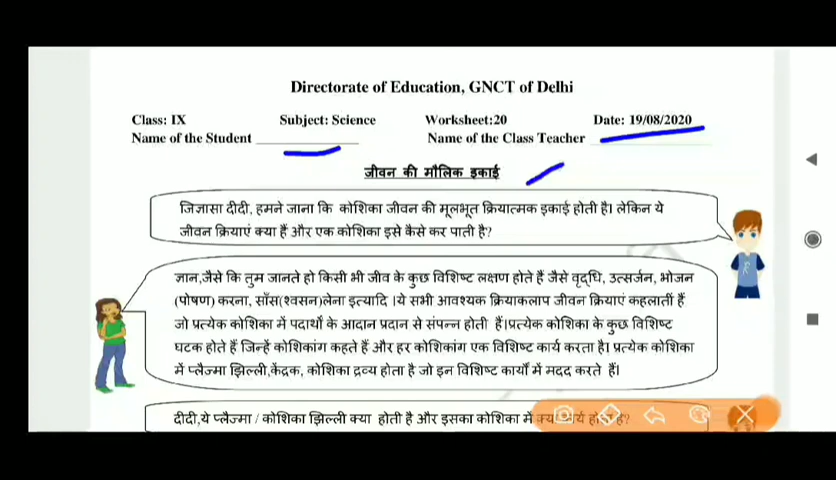 Directorate of Education, GNCT of Delhi
Class: IX Subject: Science Worksheet:20 Date: 19/08/2020
Name of the Student Name of the Class Teacher
जीवन की मौलिक इकाई
जिज्ञासा दीदी, हमने जाना कि कोशिका जीवन की मूलभूत क्रियात्मक इकाई होती है। लेकिन ये
जीवन क्रियाएं क्या हैं और एक कोशिका इसे कैसे कर पाती है?
ज्ञान,जैसे कि तुम जानते हो किसी भी जीव के कुछ विशिष्ट लक्षण होते हैं जैसे वृद्धि, उत्सर्जन, भोजन
(पोषण) करना, साँस(श्वसन)लेना इत्यादि ।ये सभी आवश्यक क्रियाकलाप जीवन क्रियाएं कहलातीं हैं
जो प्रत्येक कोशिका में पदार्थों के आदान प्रदान से संपन्न होती हैं।प्रत्येक कोशिका के कुछ विशिष्ट
घटक होते हैं जिन्हें कोशिकांग कहते हैं और हर कोशिकांग एक विशिष्ट कार्य करता है। प्रत्येक कोशिका
में प्लैज्मा झिल्ली,केंद्रक, कोशिका द्रव्य होता है जो इन विशिष्ट कार्यों में मदद करते हैं।
दीदी,ये प्लैज्मा / कोशिका झिल्ली क्या होती है और इसका कोशिका में